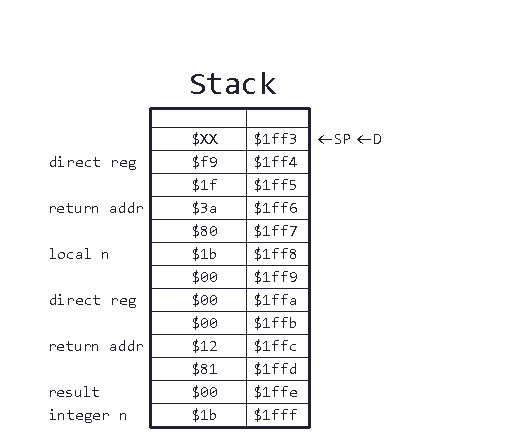 Stack
$XX $1ff3 ←SP ←D
direct reg $f9 $1ff4
$1f $1ff5
return addr $3a $1ff6
$80 $1ff7
local n $1b $1ff8
$00 $1ff9
direct reg $00 $1ffa
$00 $1ffb
return addr $12 $1ffc
$81 $1ffd
result $00 $1ffe
integer n $1b $1fff